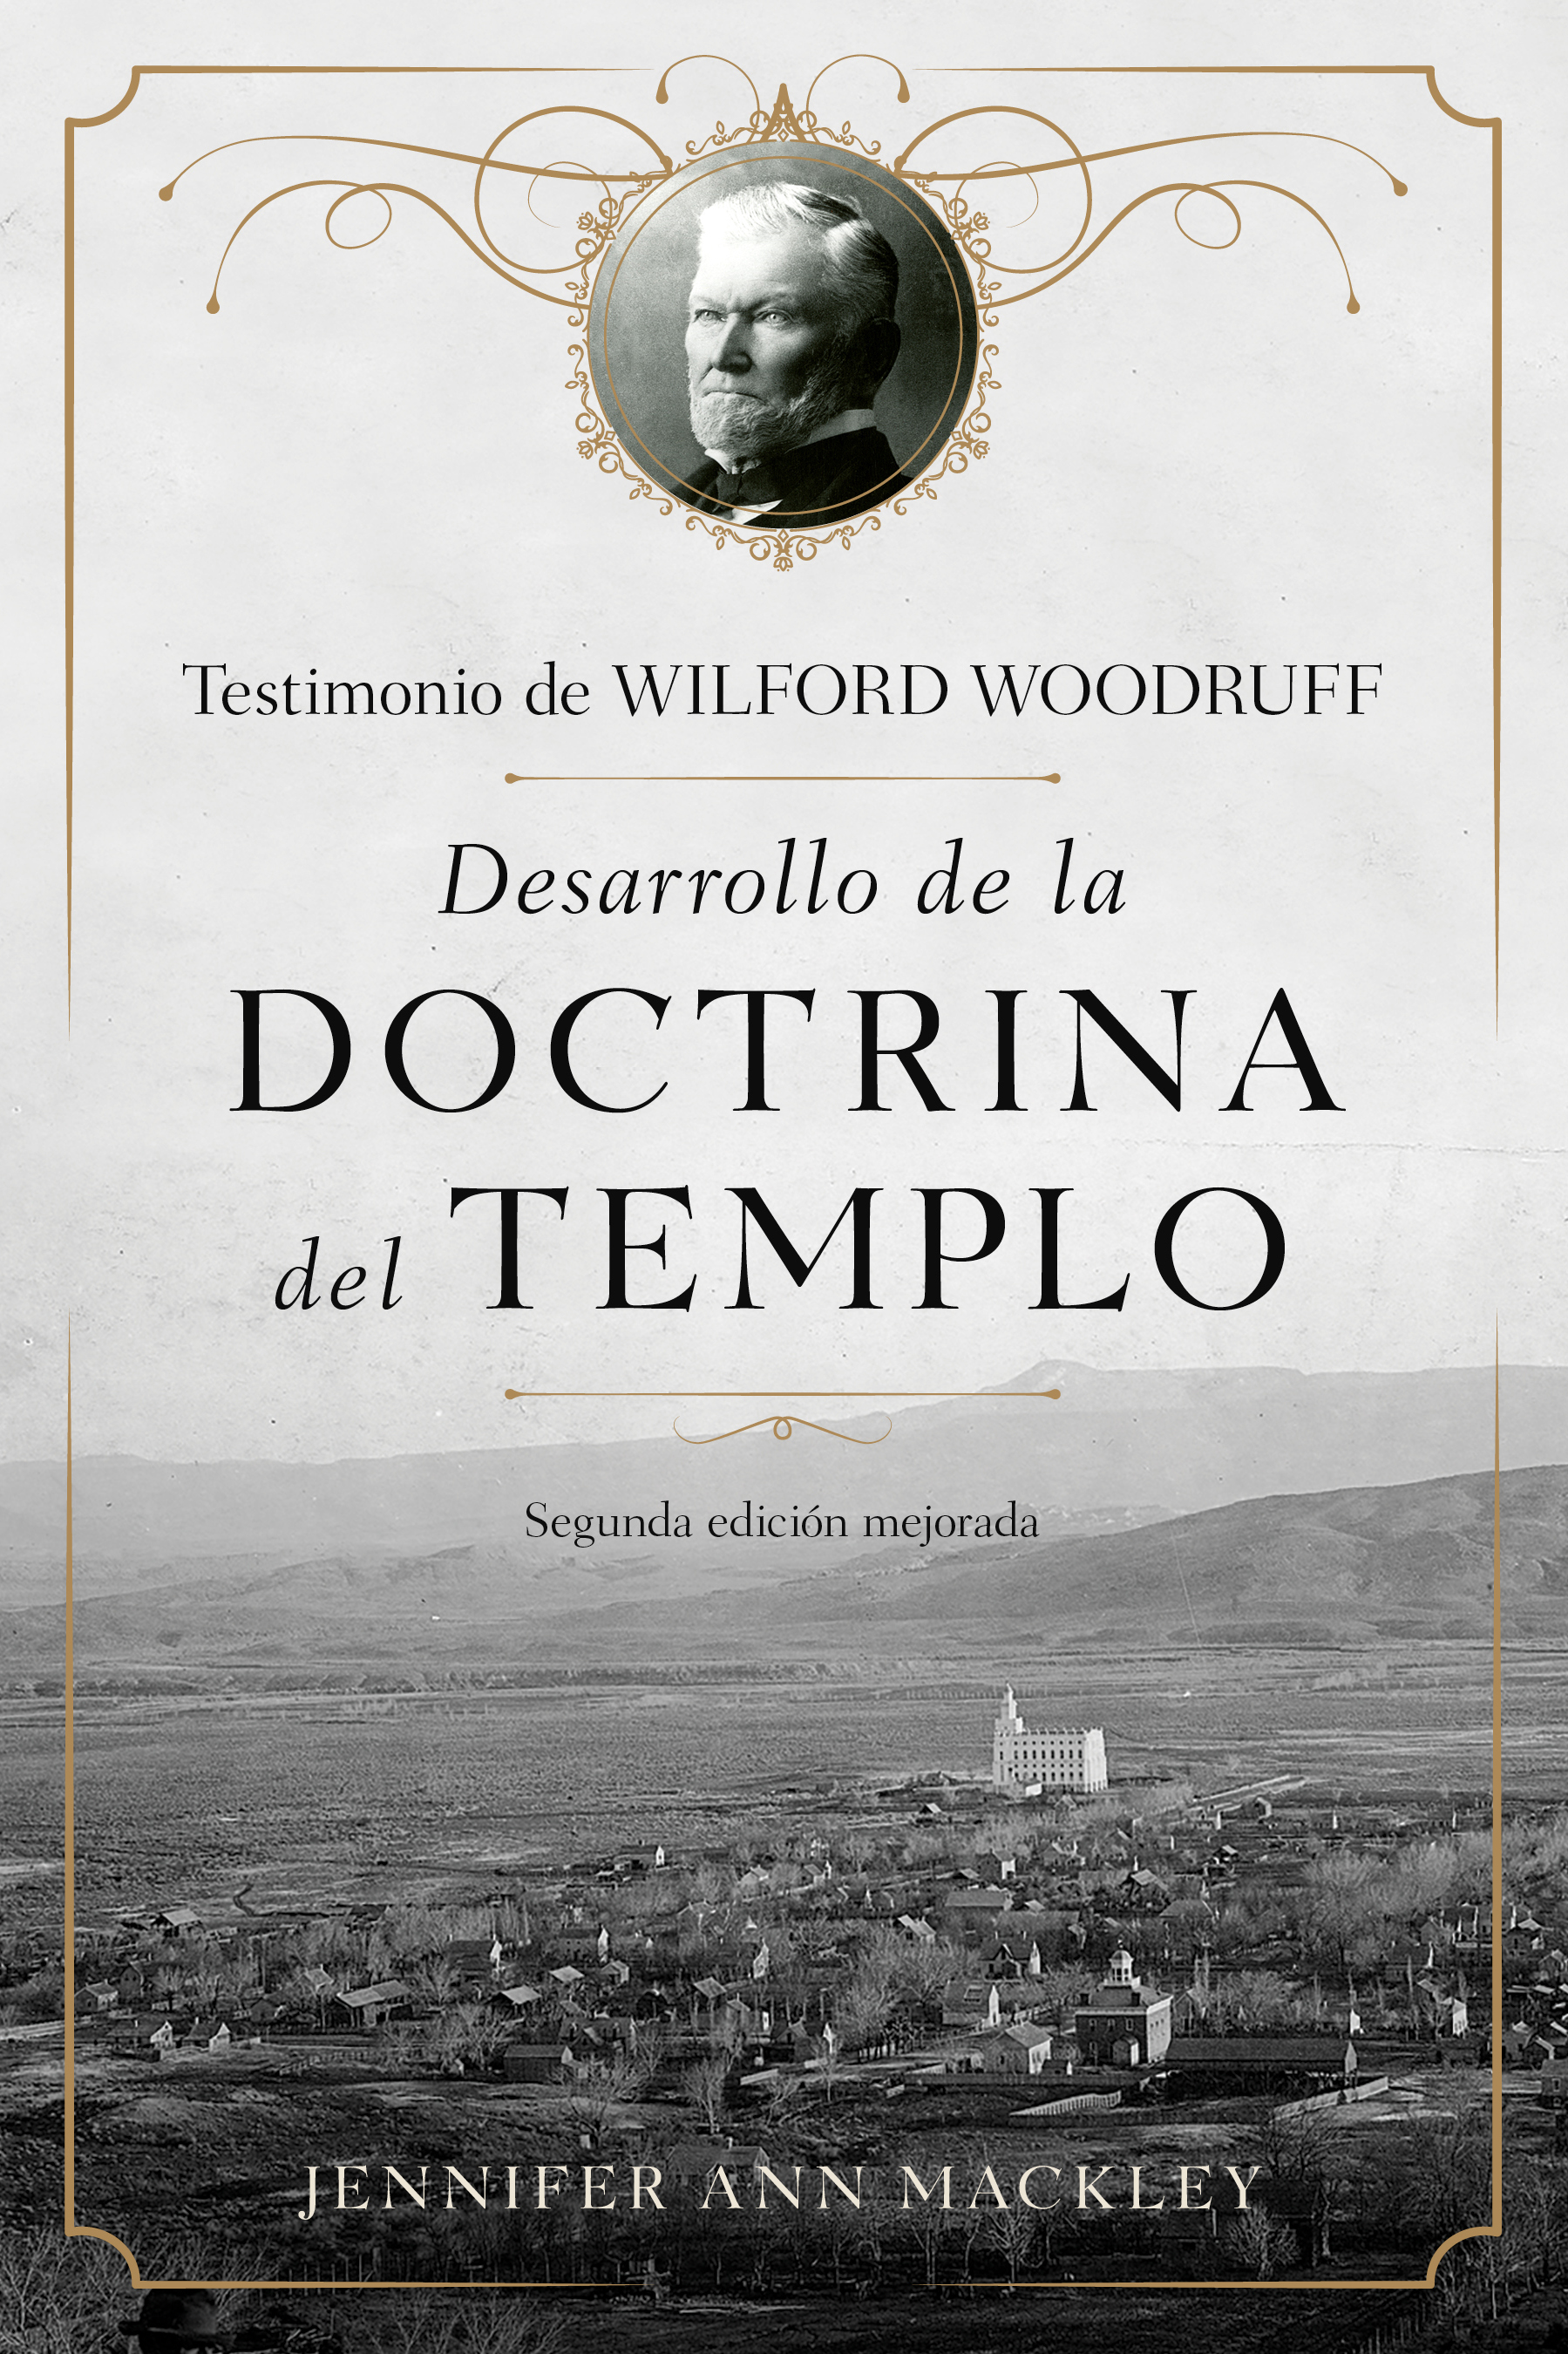 Testimonio de WILFORD WOODRUFF
Desarrollo de la
DOCTRINA
del TEMPLO
Segunda edición mejorada
JENNIFER ANN MACKLEY